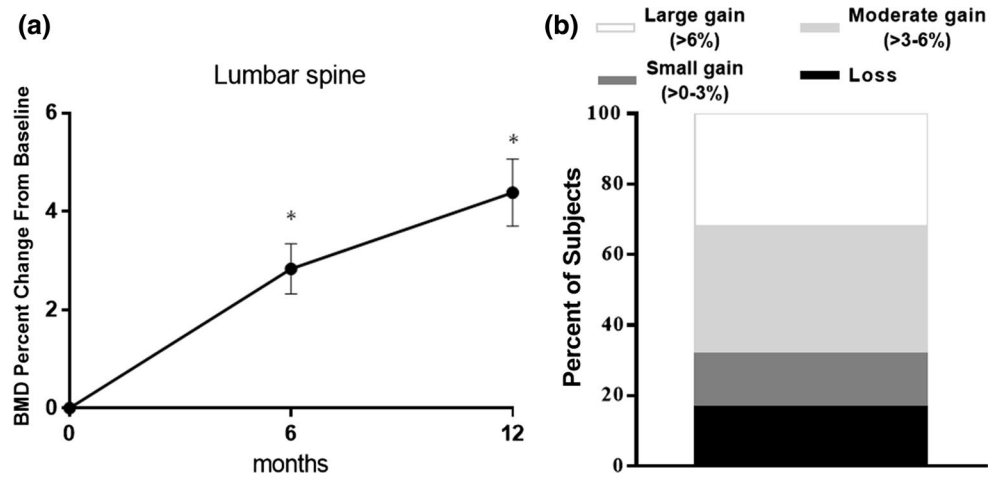 (a)
Lumbar spine
BMD Percent Change From Baseline
6
4
2
0
*
*
0 6 12
months
(b)
Large gain
(>6%)
Moderate gain
(>3-6%)
Small gain
(>0-3%)
Loss
Percent of Subjects
100
80
60
40
20
0